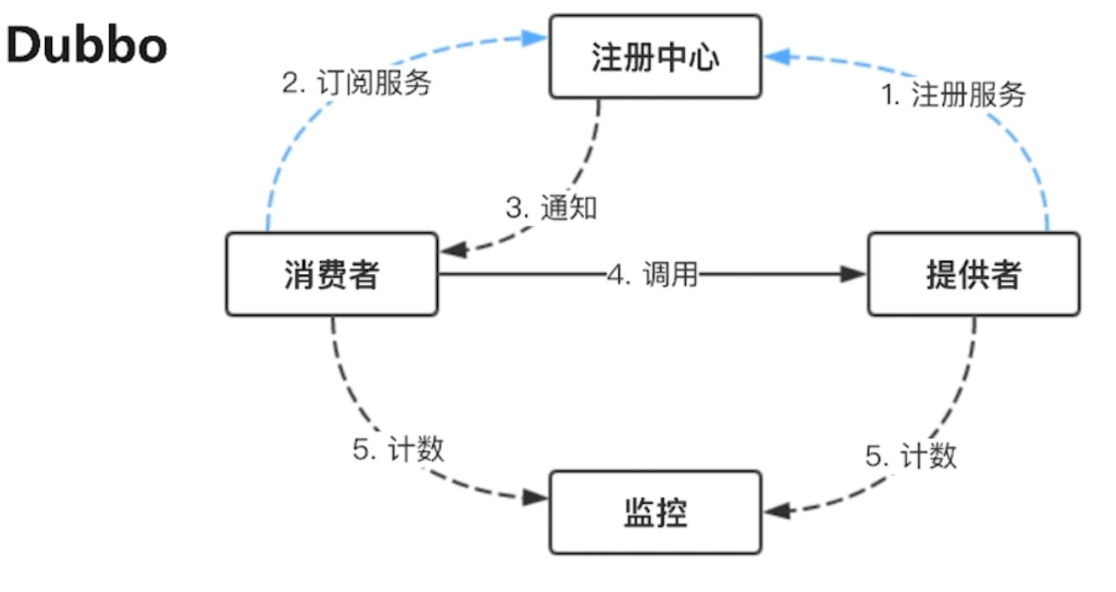 Dubbo
注册中心
2. 订阅服务
1. 注册服务
3. 通知
消费者
4. 调用
提供者
5. 计数
5. 计数
监控